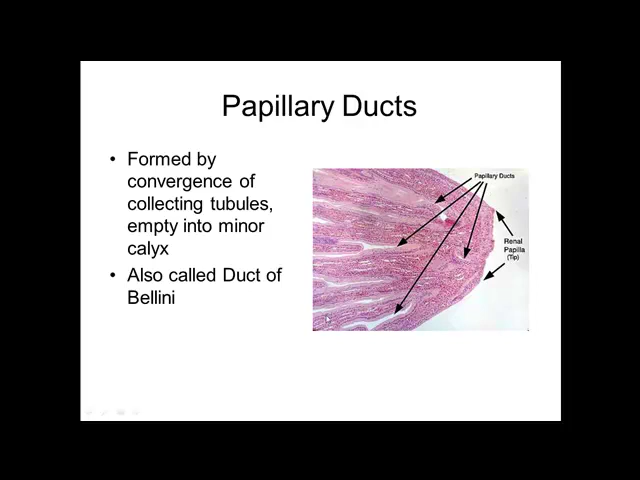 Papillary Ducts
• Formed by
convergence of
collecting tubules,
empty into minor
calyx
• Also called Duct of
Bellini
Papillary Ducts
Renal
Papilla
(Tip)